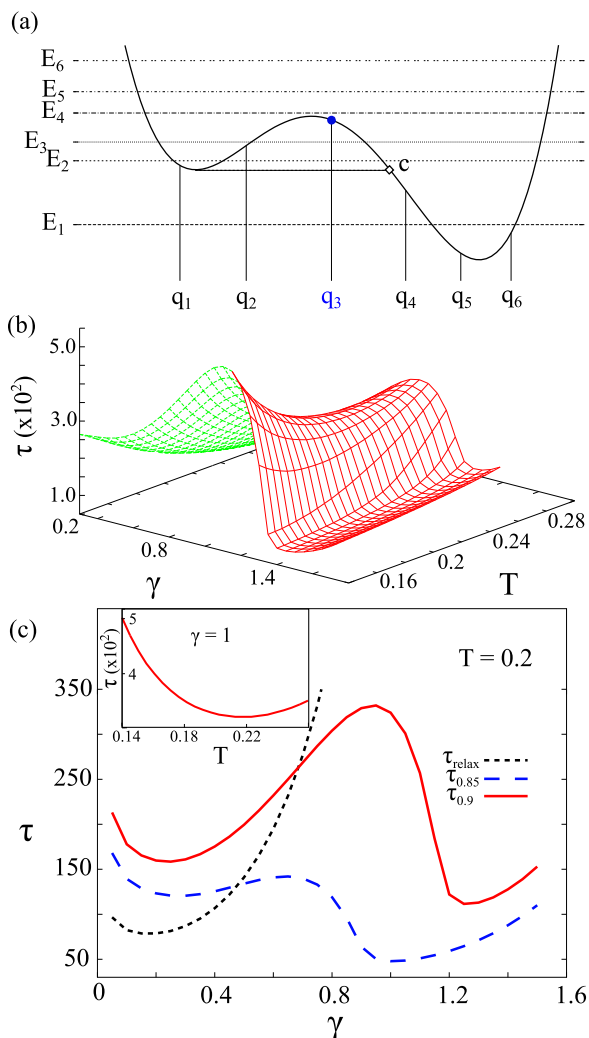 (a)
E₆
E₅
E₄
E₃
E₂
E₁
c
q₁ q₂ q₃ q₄ q₅ q₆
(b)
τ (x10²)
5.0
3.0
1.0
0.2 0.8 1.4
γ
0.16 0.2 0.24 0.28
T
(c)
τ (x10²)
5
4
γ = 1
0.14 0.18 0.22
T
T = 0.2
τ_relax
τ_0.85
τ_0.9
τ
350
250
150
50
0 0.4 0.8 1.2 1.6
γ